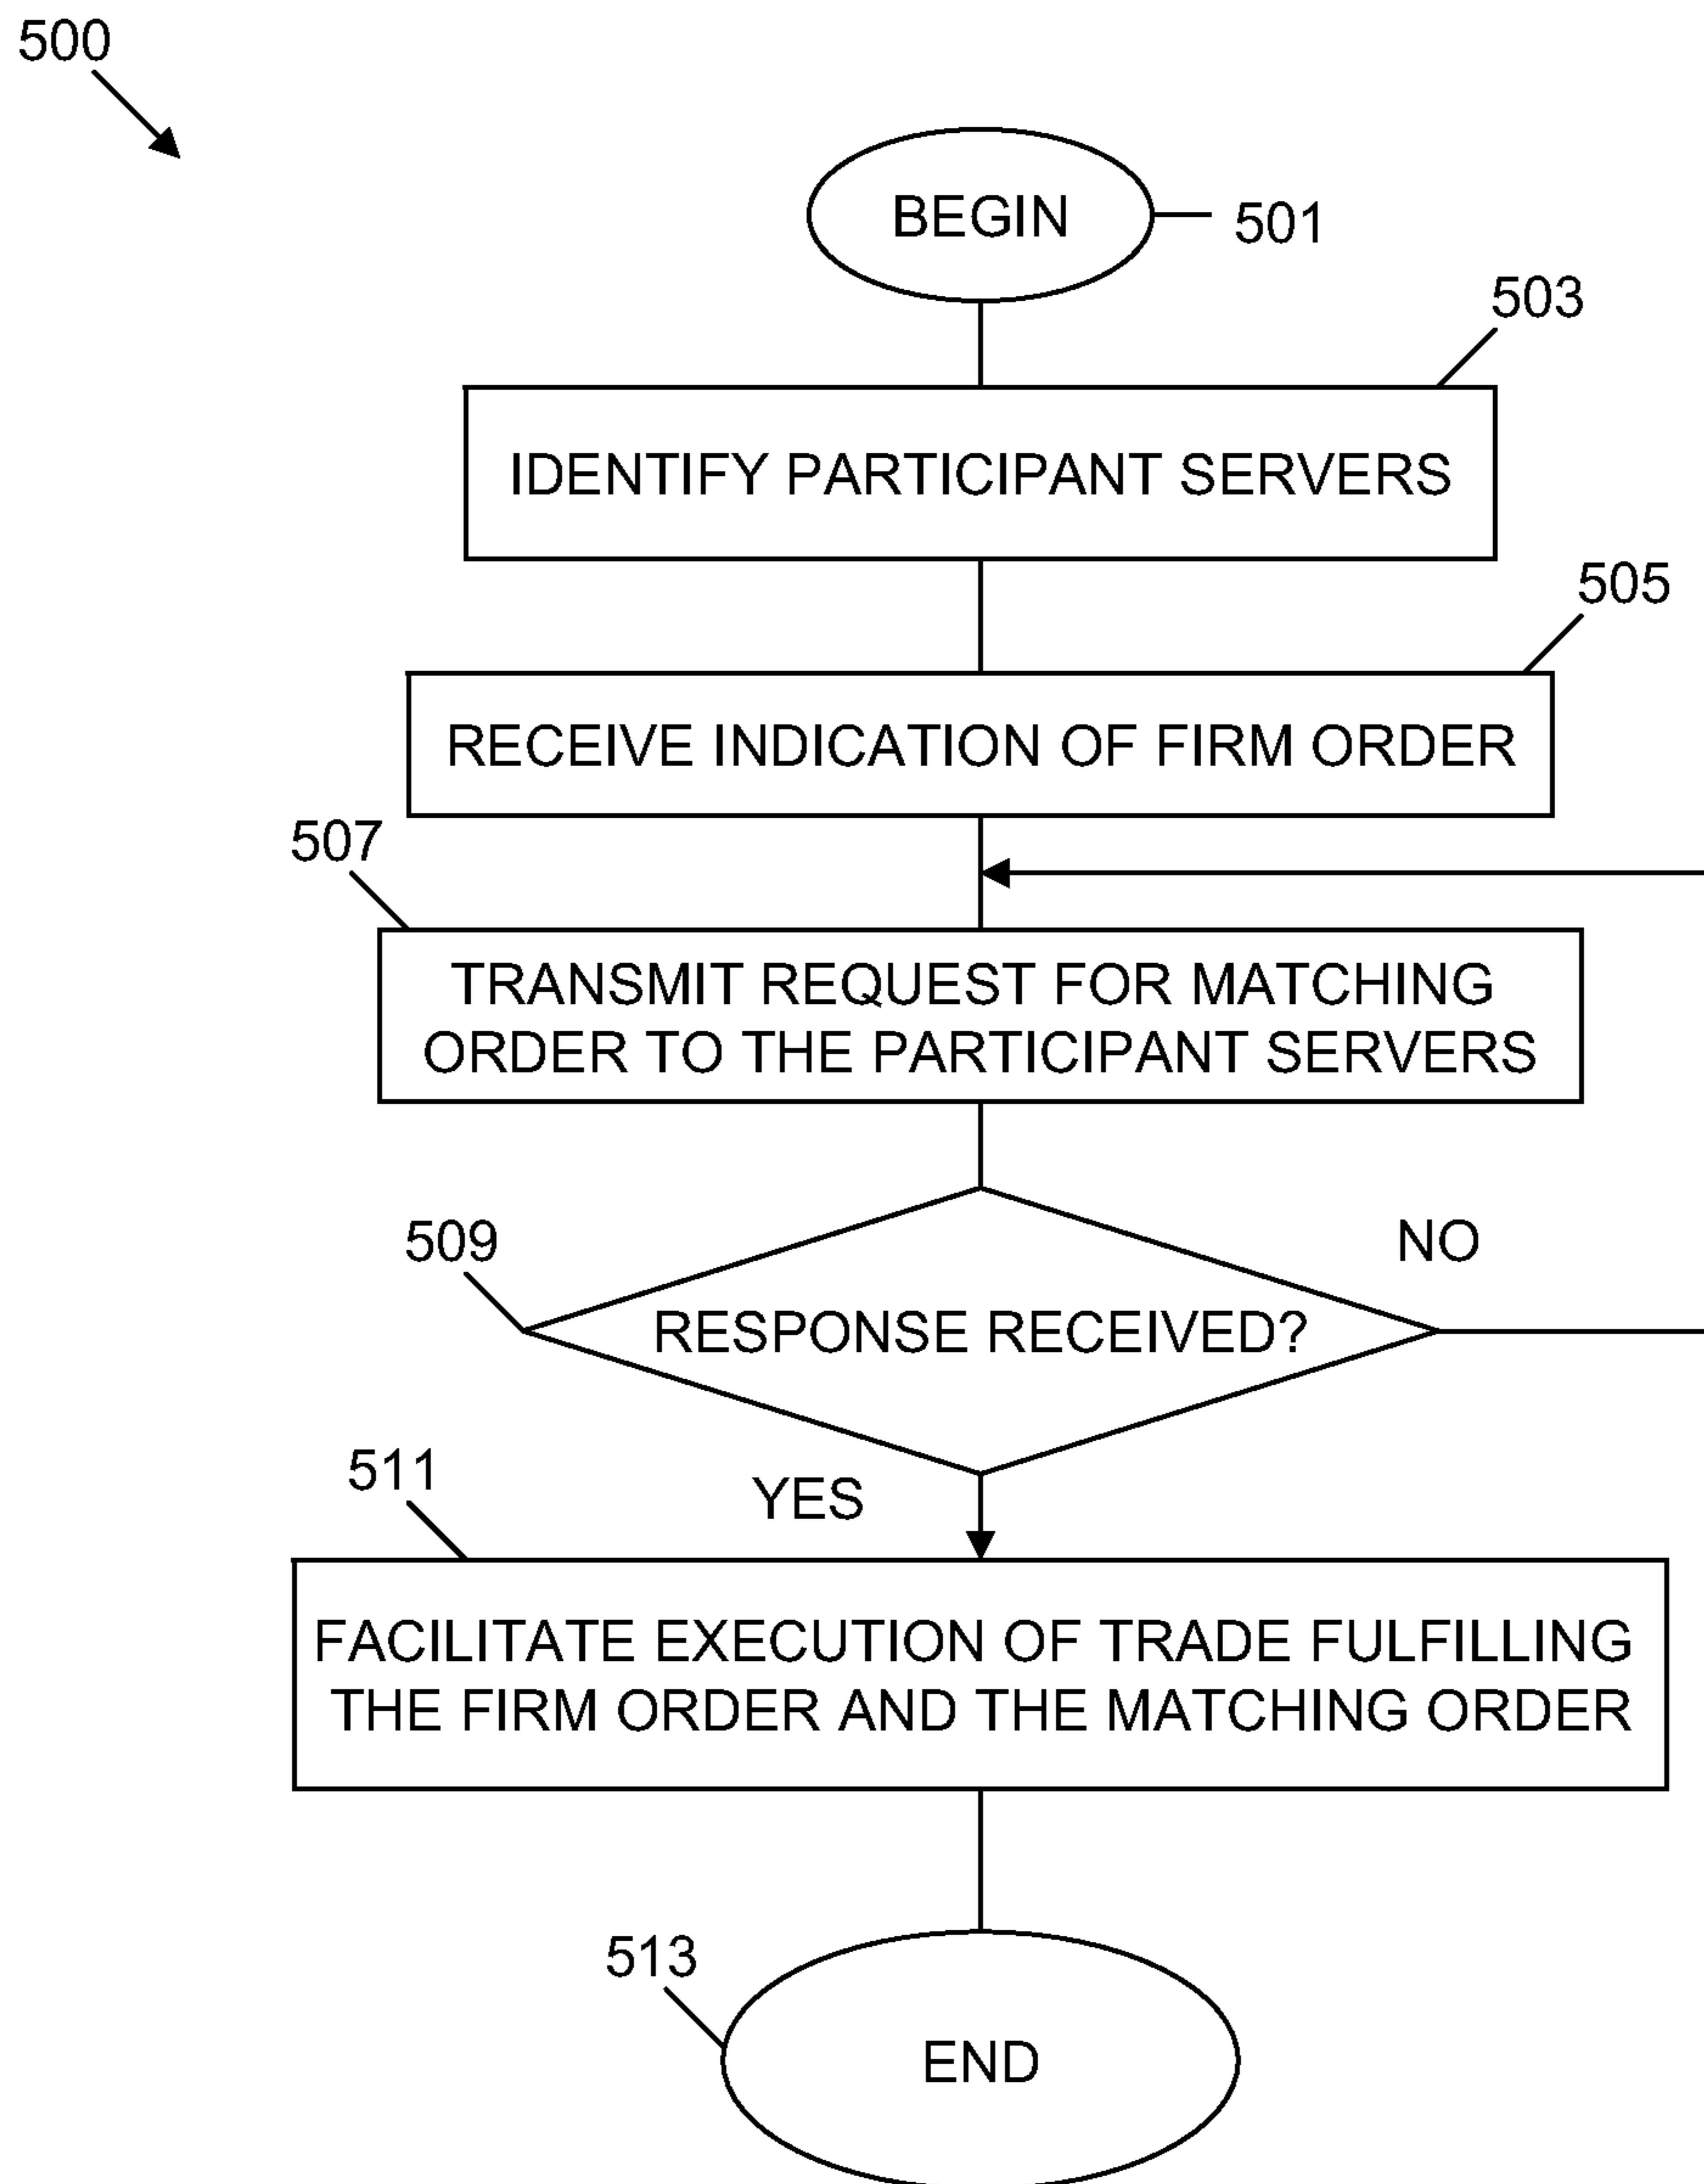 500
BEGIN
501
503
IDENTIFY PARTICIPANT SERVERS
505
RECEIVE INDICATION OF FIRM ORDER
507
TRANSMIT REQUEST FOR MATCHING
ORDER TO THE PARTICIPANT SERVERS
509
NO
RESPONSE RECEIVED?
511
YES
FACILITATE EXECUTION OF TRADE FULFILLING
THE FIRM ORDER AND THE MATCHING ORDER
513
END